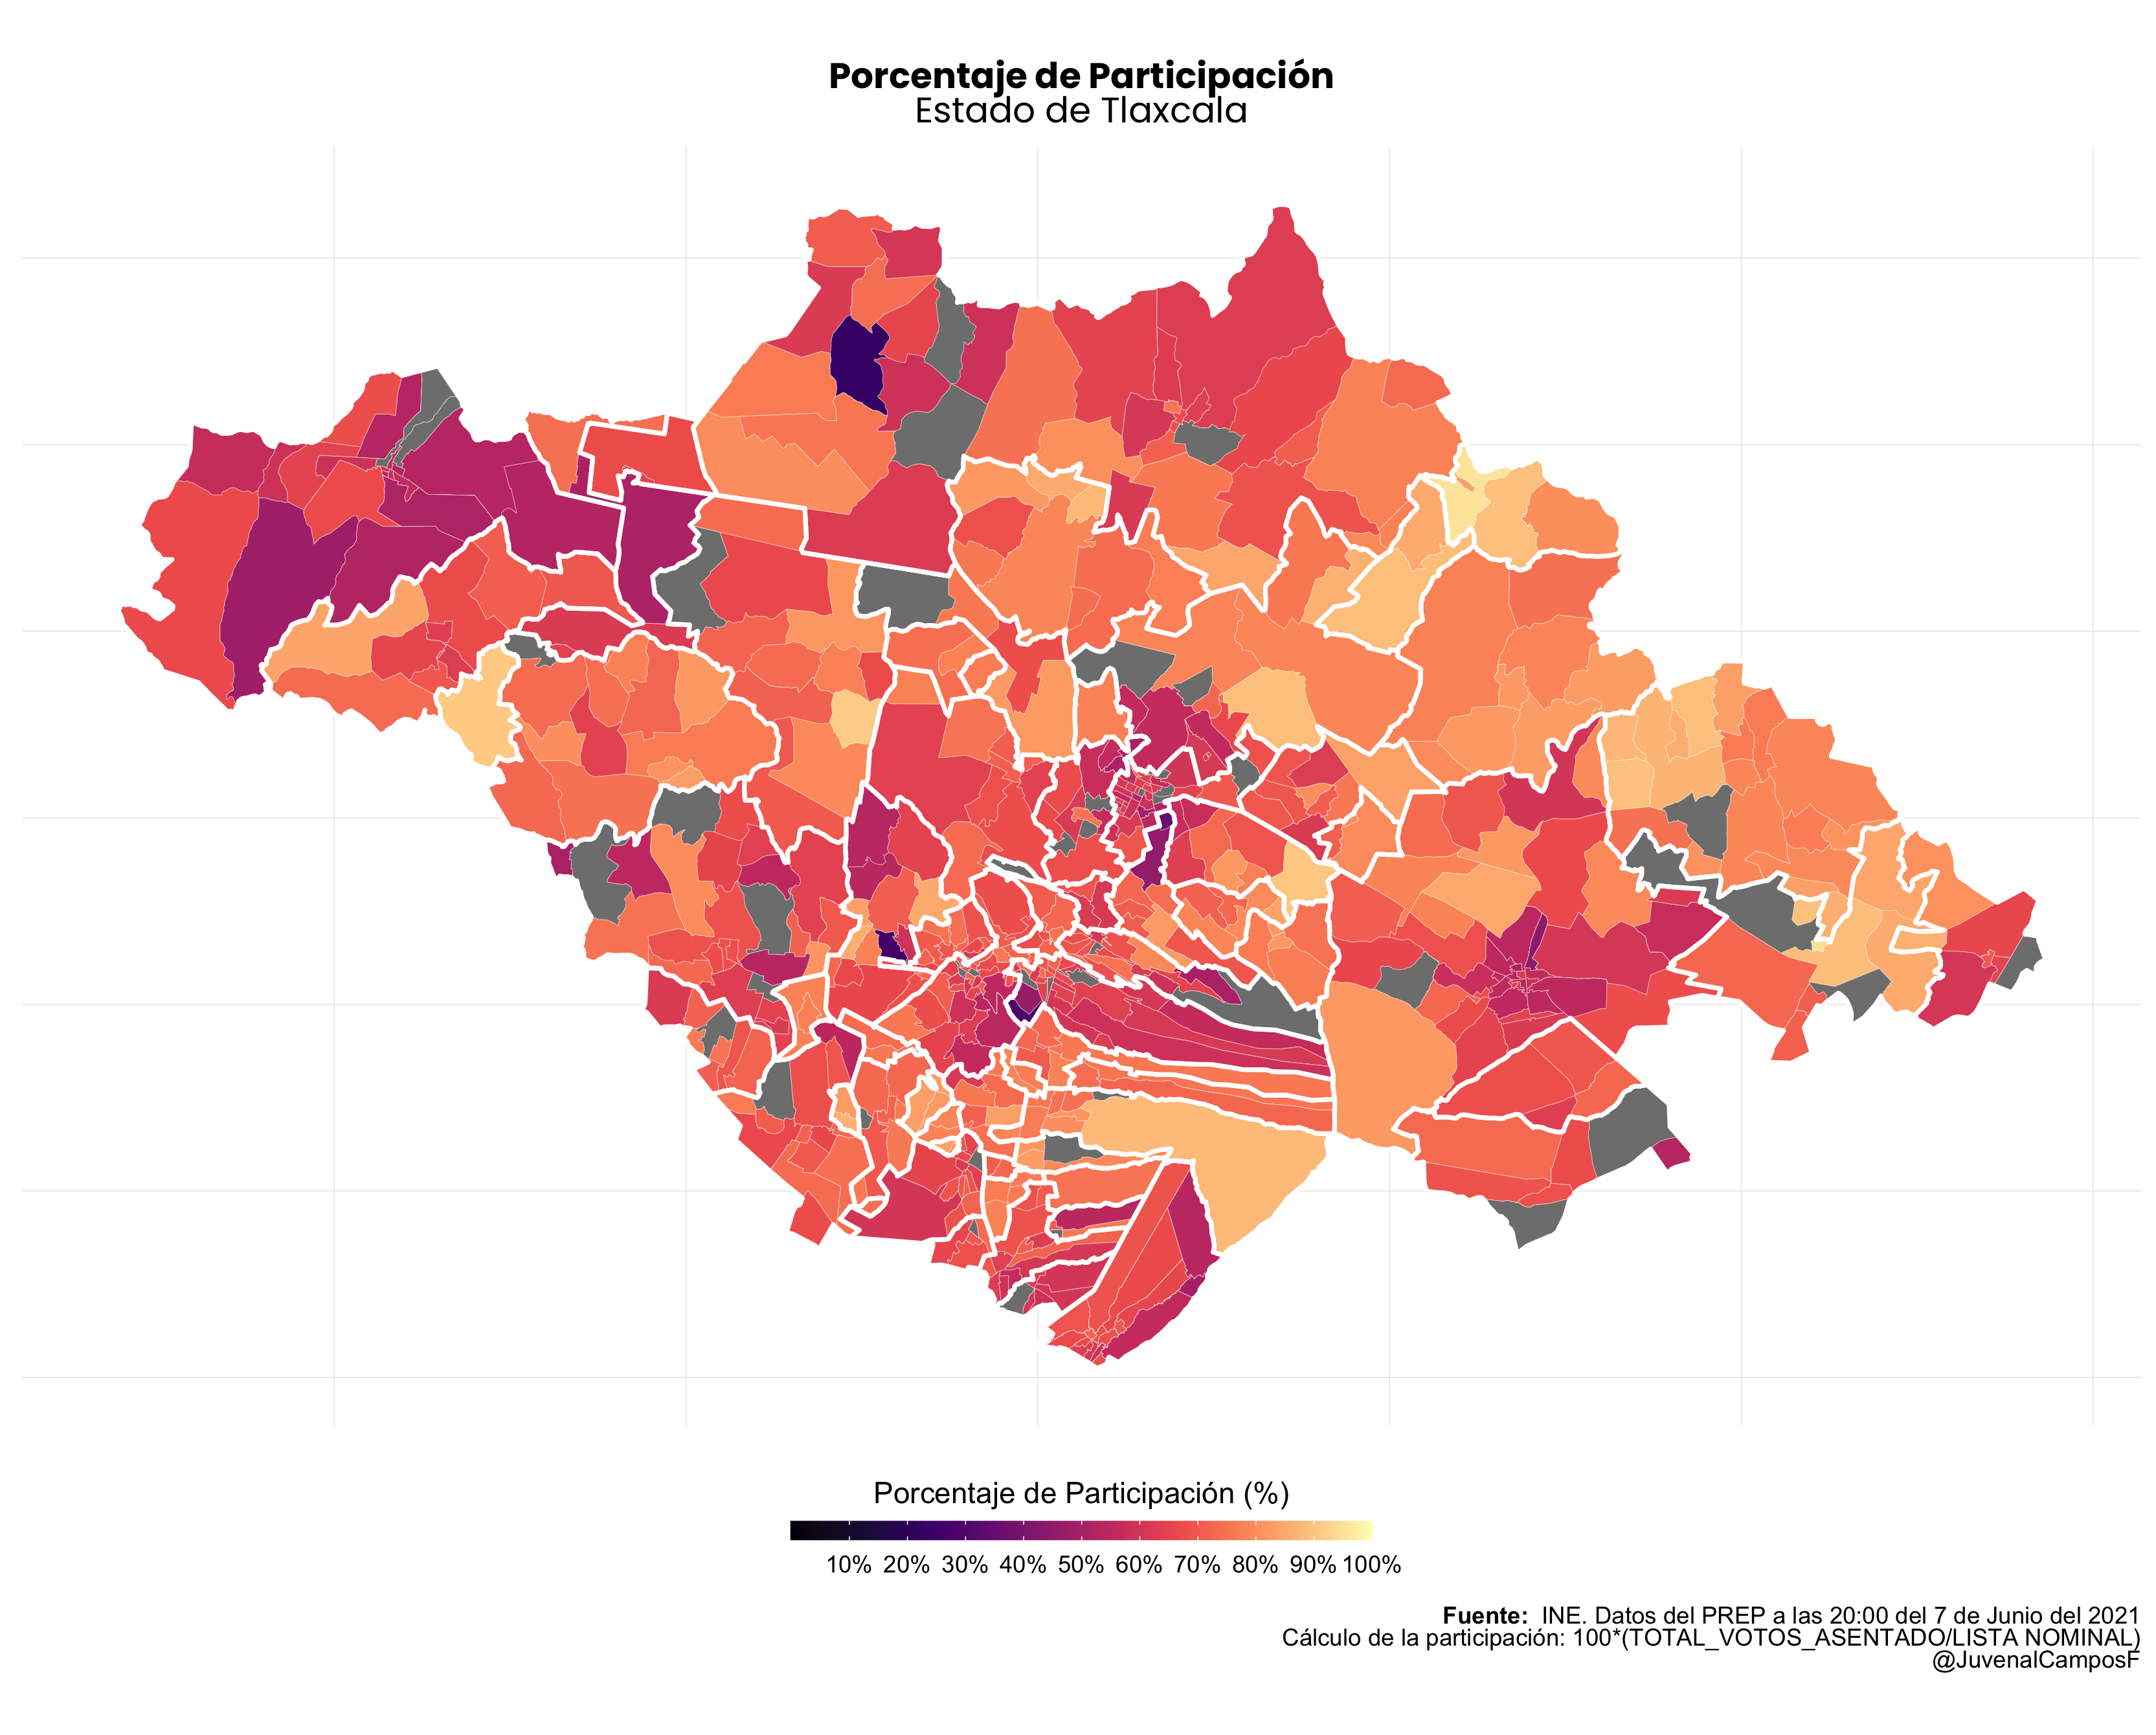 Porcentaje de Participación
Estado de Tlaxcala
Porcentaje de Participación (%)
10% 20% 30% 40% 50% 60% 70% 80% 90% 100%
Fuente: INE. Datos del PREP a las 20:00 del 7 de Junio del 2021
Cálculo de la participación: 100*(TOTAL_VOTOS_ASENTADO/LISTA NOMINAL)
@JuvenalCamposF